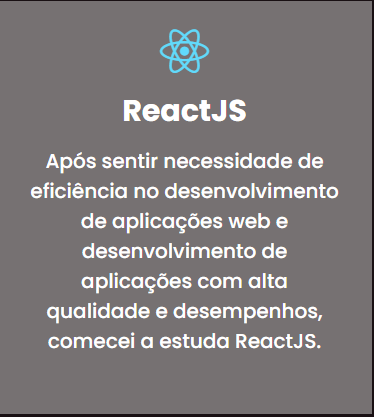 ReactJS
Após sentir necessidade de
eficiência no desenvolvimento
de aplicações web e
desenvolvimento de
aplicações com alta
qualidade e desempenhos,
comecei a estuda ReactJS.